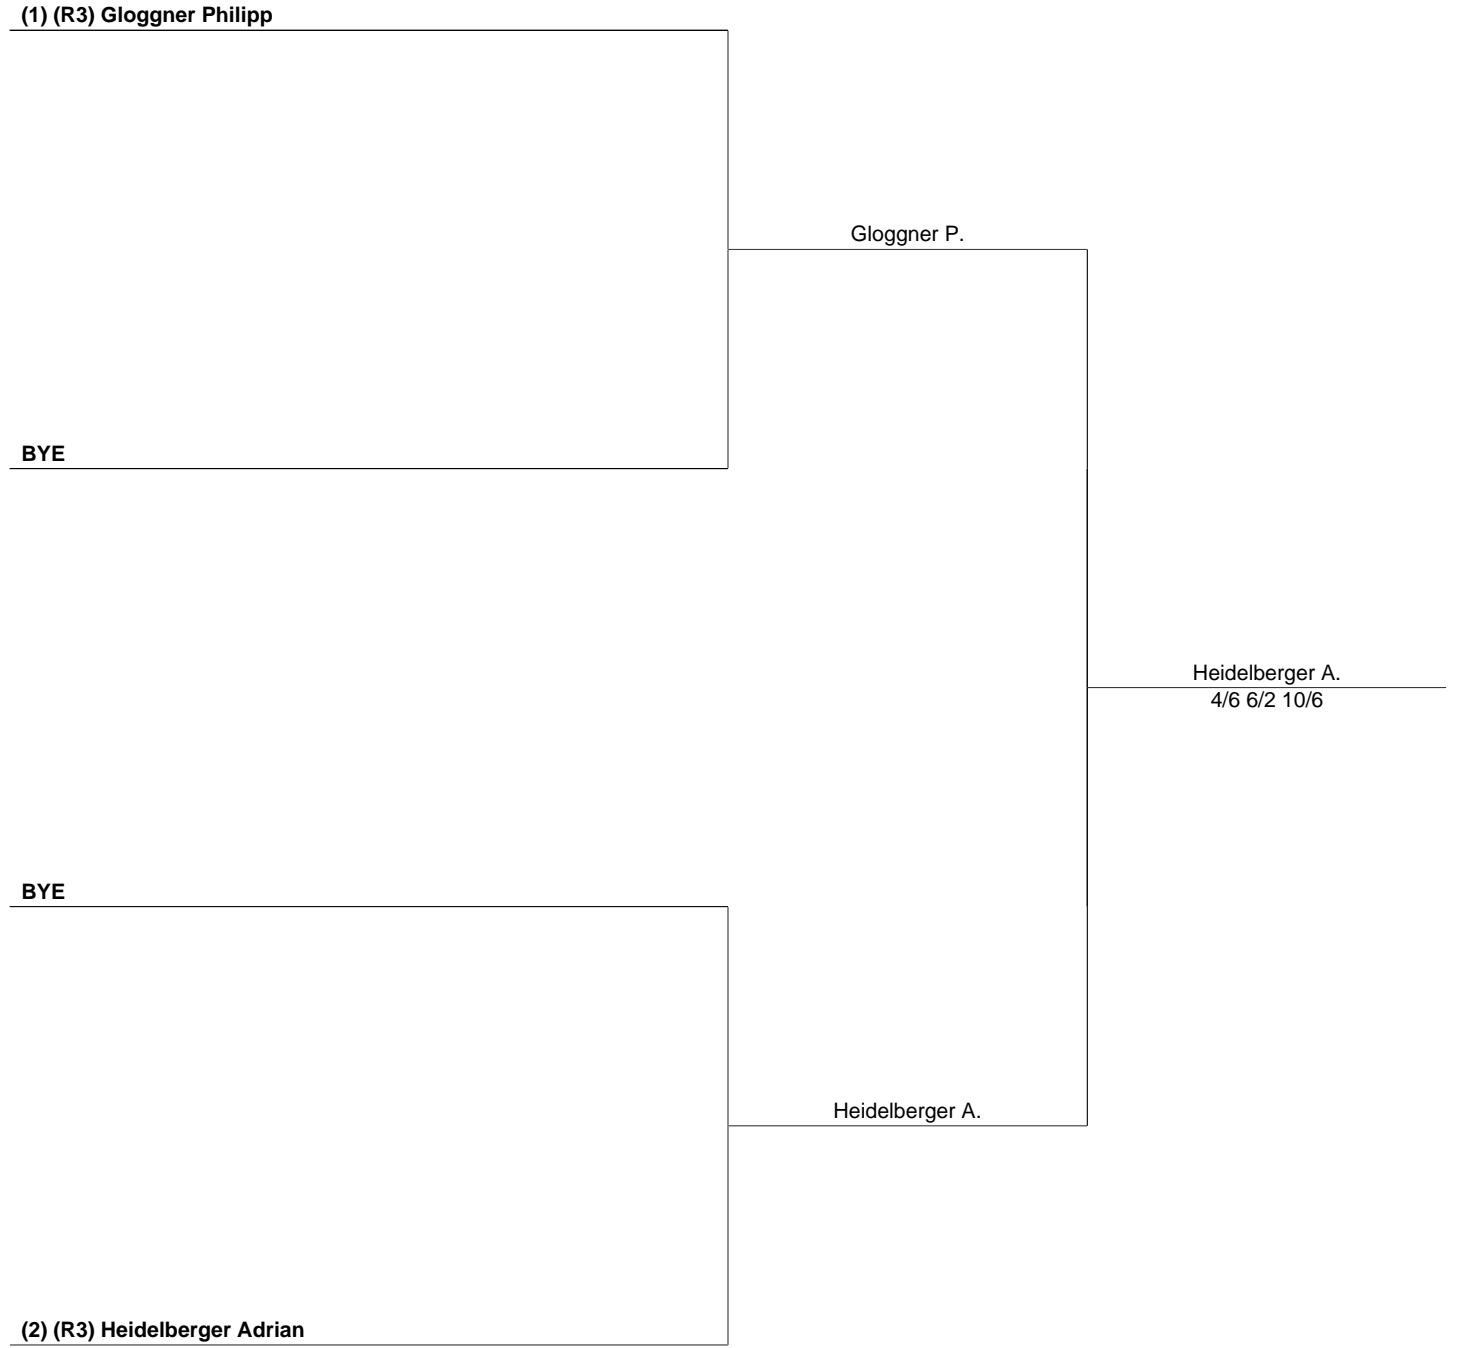 (1) (R3) Gloggner Philipp
Gloggner P.
BYE
Heidelberger A.
4/6 6/2 10/6
BYE
Heidelberger A.
(2) (R3) Heidelberger Adrian